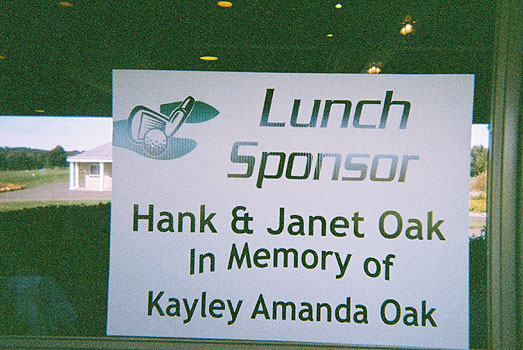 Lunch
Sponsor
Hank & Janet Oak
In Memory of
Kayley Amanda Oak